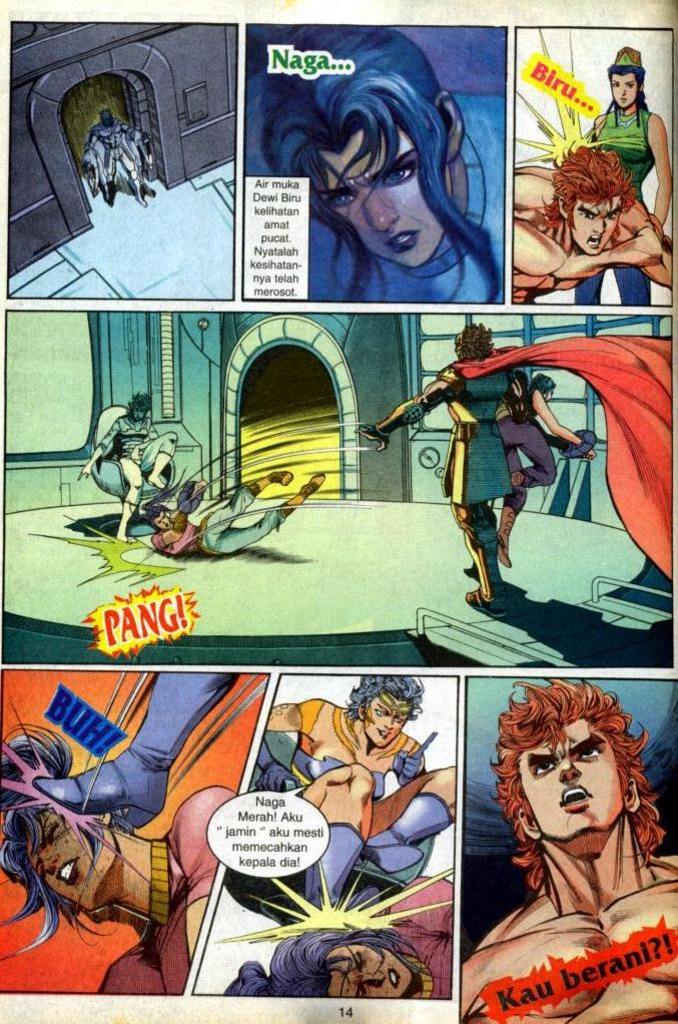 Naga...
Air muka
Dewi Biru
kelihatan
amat
pucat.
Nyatalah
kesihatan-
nya telah
merosot.
Biru...
PANG!
BUH!
Naga
Merah! Aku
" jamin " aku mesti
memecahkan
kepala dia!
Kau berani?!
14